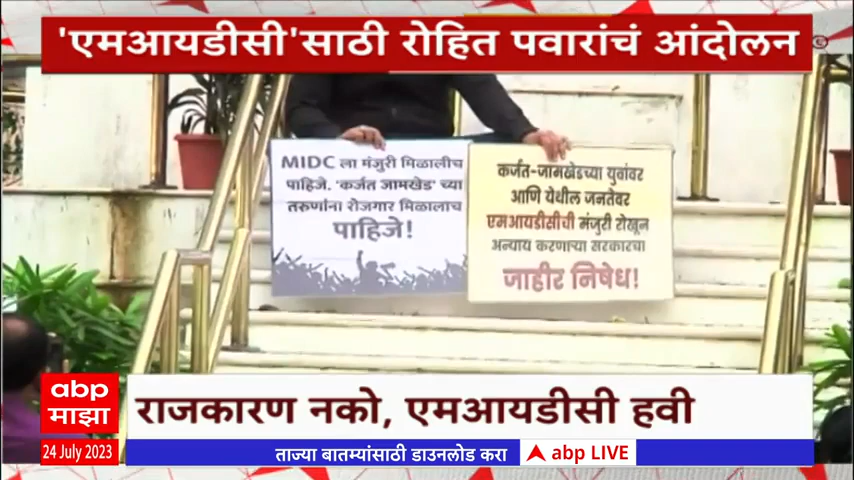 'एमआयडीसी'साठी रोहित पवारांचं आंदोलन
MIDC ला मंजुरी मिळालीच
पाहिजे. 'कर्जत जामखेड' च्या
तरुणांना रोजगार मिळालाच
पाहिजे!
कर्जत-जामखेडच्या युवांवर
आणि येथील जनतेवर
एमआयडीसीची मंजुरी रोखून
अन्याय करणाऱ्या सरकारचा
जाहीर निषेध!
abp
माझा
राजकारण नको, एमआयडीसी हवी
24 July 2023
ताज्या बातम्यांसाठी डाउनलोड करा
abp LIVE